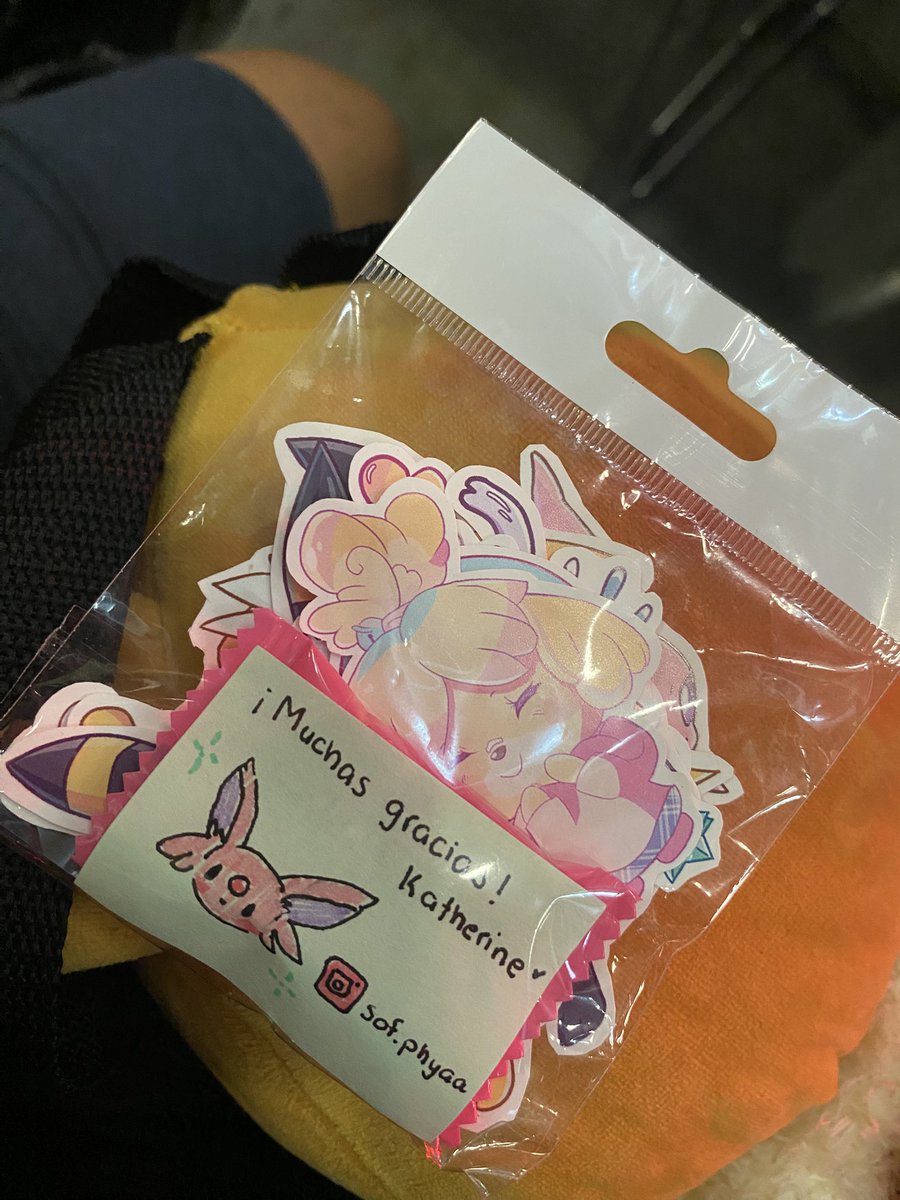 ¡Muchas gracias!
Katherine
sof.phyaa